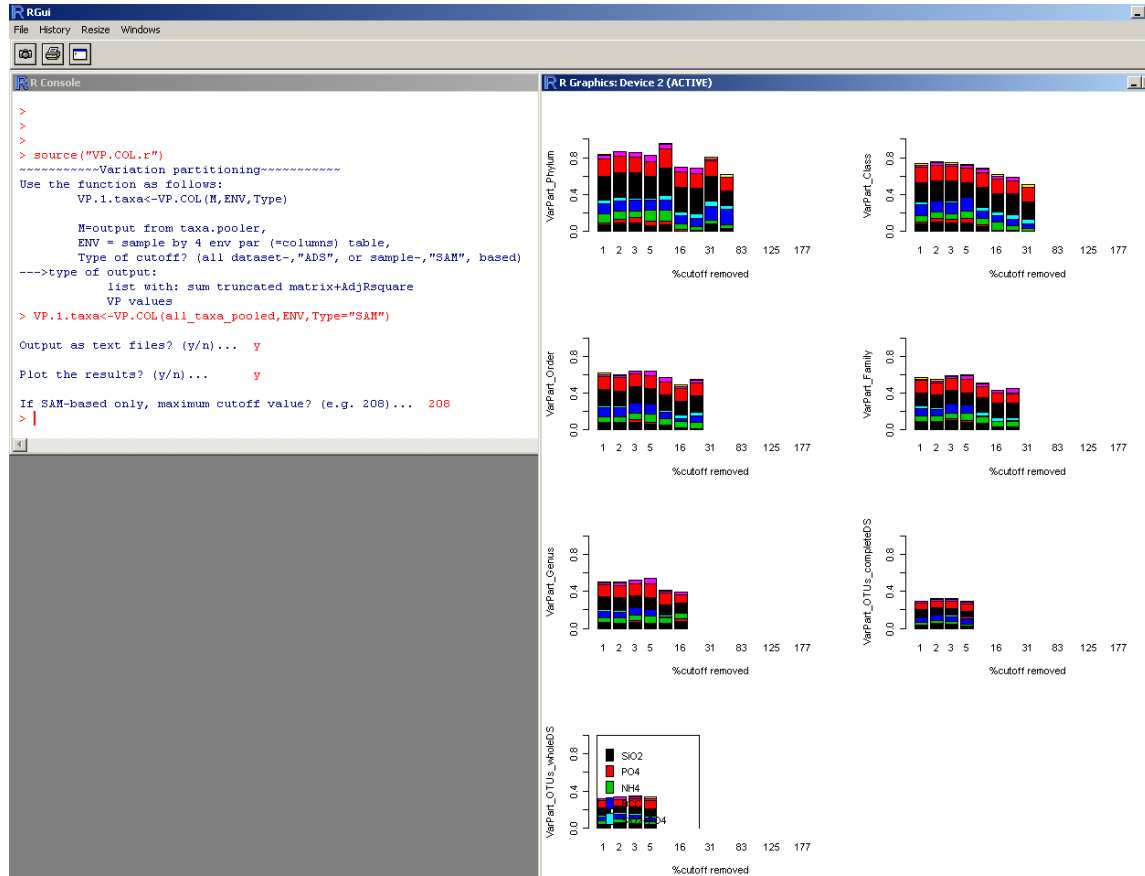 RGui
File History Resize Windows
R Console
>
>
>
> source("VP.COL.r")
~~~~~~~~~~~Variation partitioning~~~~~~~~~~~
Use the function as follows:
VP.1.taxa<-VP.COL(M,ENV,Type)
M=output from taxa.pooler,
ENV = sample by 4 env par (=columns) table,
Type of cutoff? (all dataset-,"ADS", or sample-,"SAM", based)
--->type of output:
list with: sum truncated matrix+AdjRsquare
VP values
> VP.1.taxa<-VP.COL(all_taxa_pooled,ENV,Type="SAM")
Output as text files? (y/n)... y
Plot the results? (y/n)... y
If SAM-based only, maximum cutoff value? (e.g. 208)... 208
>
R Graphics: Device 2 (ACTIVE)
VarPart_Phylum
0.0 0.4 0.8
1 2 3 5 16 31 83 125 177
%cutoff removed
VarPart_Class
0.0 0.4 0.8
1 2 3 5 16 31 83 125 177
%cutoff removed
VarPart_Order
0.0 0.4 0.8
1 2 3 5 16 31 83 125 177
%cutoff removed
VarPart_Family
0.0 0.4 0.8
1 2 3 5 16 31 83 125 177
%cutoff removed
VarPart_Genus
0.0 0.4 0.8
1 2 3 5 16 31 83 125 177
%cutoff removed
VarPart_OTUs_completeDS
0.0 0.4 0.8
1 2 3 5 16 31 83 125 177
%cutoff removed
VarPart_OTUs_wholeDS
0.0 0.4 0.8
SiO2
PO4
NH4
1 2 3 5 16 31 83 125 177
%cutoff removed